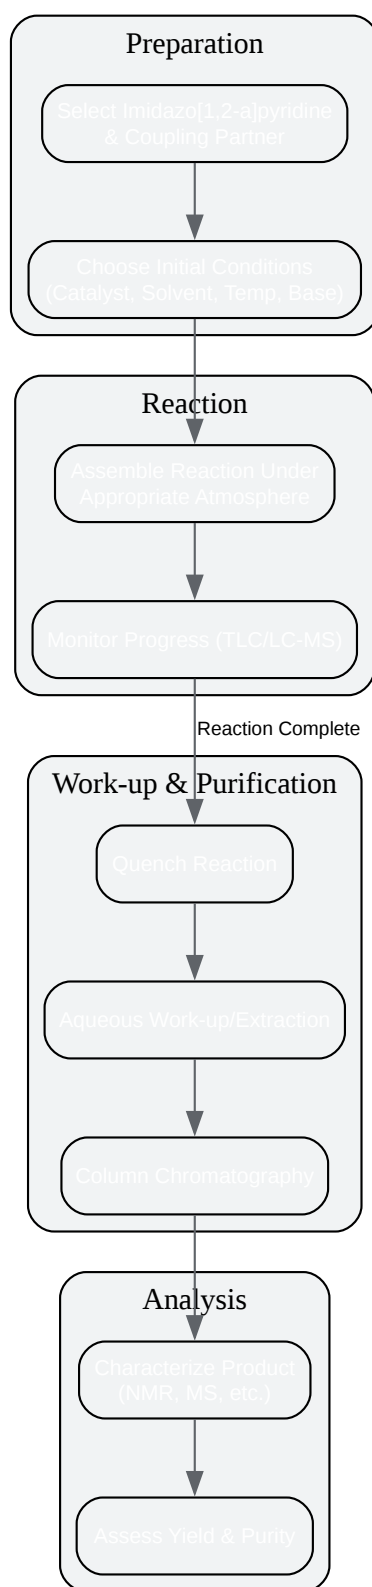 Preparation
Select Imidazo[1,2-a]pyridine
& Coupling Partner
Choose Initial Conditions
(Catalyst, Solvent, Temp, Base)
Reaction
Assemble Reaction Under
Appropriate Atmosphere
Monitor Progress (TLC/LC-MS)
Reaction Complete
Work-up & Purification
Quench Reaction
Aqueous Work-up/Extraction
Column Chromatography
Analysis
Characterize Product
(NMR, MS, etc.)
Assess Yield & Purity